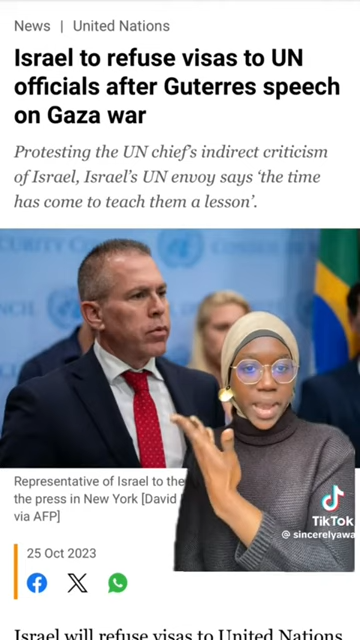 News | United Nations
Israel to refuse visas to UN
officials after Guterres speech
on Gaza war
Protesting the UN chief's indirect criticism
of Israel, Israel's UN envoy says 'the time
has come to teach them a lesson'.
Representative of Israel to the
the press in New York [David
via AFP]
TikTok
@ sincerelyawa
25 Oct 2023
Israel will refuse visas to United Nations